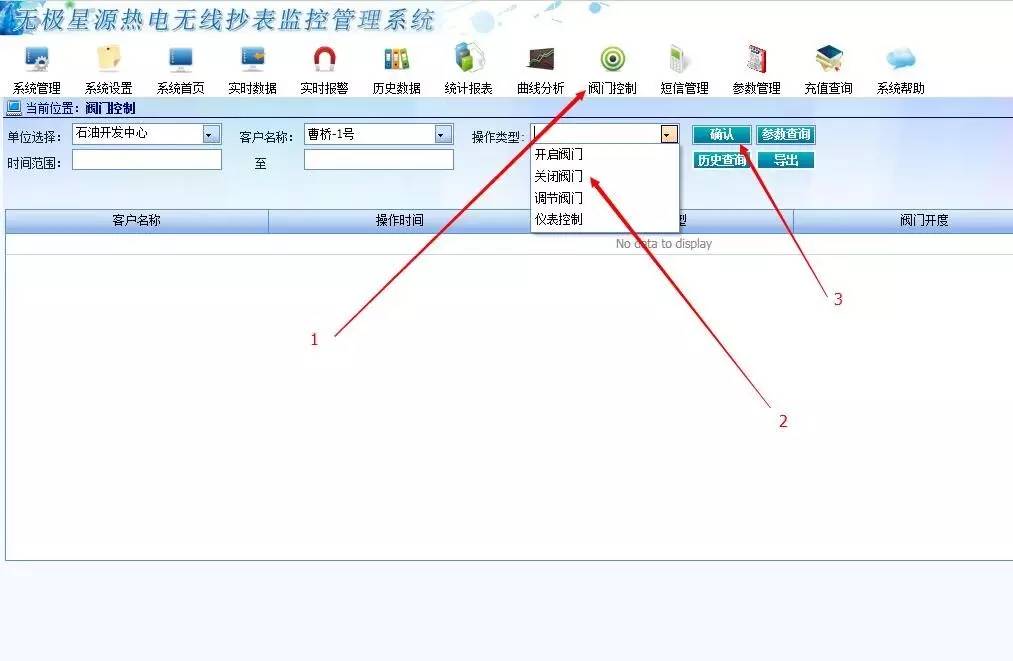 无极星源热电无线抄表监控管理系统
系统管理 系统设置 系统首页 实时数据 实时报警 历史数据 统计报表 曲线分析 阀门控制 短信管理 参数管理 充值查询 系统帮助
当前位置：阀门控制
单位选择： 石油开发中心 客户名称： 曹桥-1号 操作类型： 确认 参数查询
时间范围： 至 开启阀门 历史查询 导出
关闭阀门
调节阀门
仪表控制
客户名称 操作时间 型 阀门开度
No data to display
3
1
2